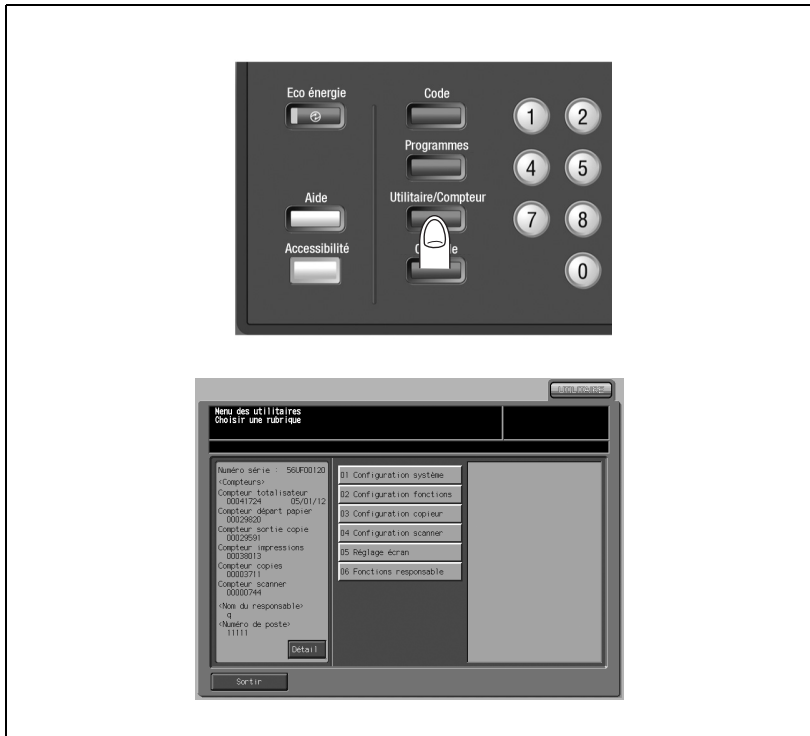 Eco énergie
Code
1 2
Programmes
4 5
Aide
Utilitaire/Compteur
7 8
Accessibilité
0
UTILITAIRE
Menu des utilitaires
Choisir une rubrique
Numéro série : 56UF00120
<Compteurs>
Compteur totalisateur
00041724 05/01/12
Compteur départ papier
00029820
Compteur sortie copie
00029591
Compteur impressions
00038013
Compteur copies
00003711
Compteur scanner
00000744
<Nom du responsable>
q
<Numéro de poste>
11111
Détail
01 Configuration système
02 Configuration fonctions
03 Configuration copieur
04 Configuration scanner
05 Réglage écran
06 Fonctions responsable
Sortir